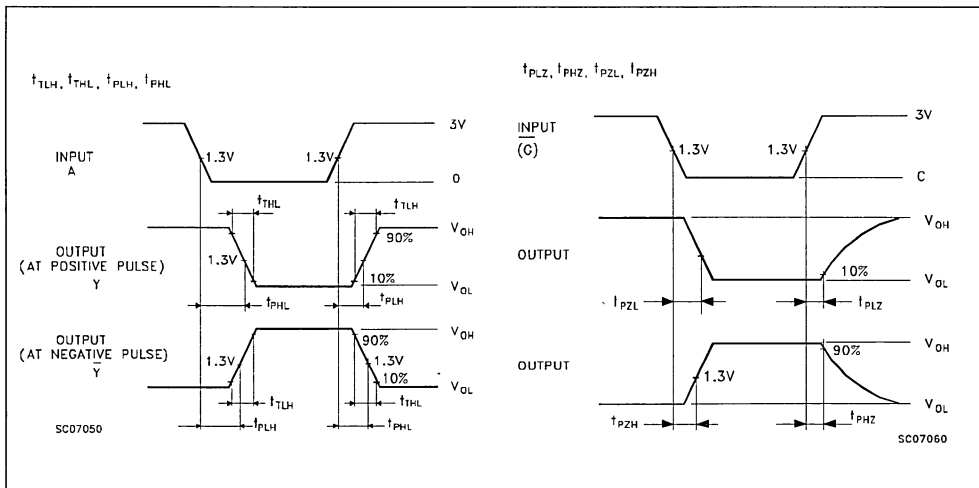 tTLH, tTHL, tPLH, tPHL
3V
INPUT
A
1.3V
1.3V
0
tTHL
tTLH
VOH
90%
OUTPUT
(AT POSITIVE PULSE)
Y
1.3V
10%
VOL
tPHL
tPLH
OUTPUT
(AT NEGATIVE PULSE)
Y
VOH
90%
1.3V
1.3V
10%
VOL
tTLH
tTHL
tPLH
tPHL
SC07050
tPLZ, tPHZ, tPZL, tPZH
3V
INPUT
(G)
1.3V
1.3V
C
VOH
OUTPUT
10%
VOL
tPZL
tPLZ
VOH
90%
OUTPUT
1.3V
VOL
tPZH
tPHZ
SC07060